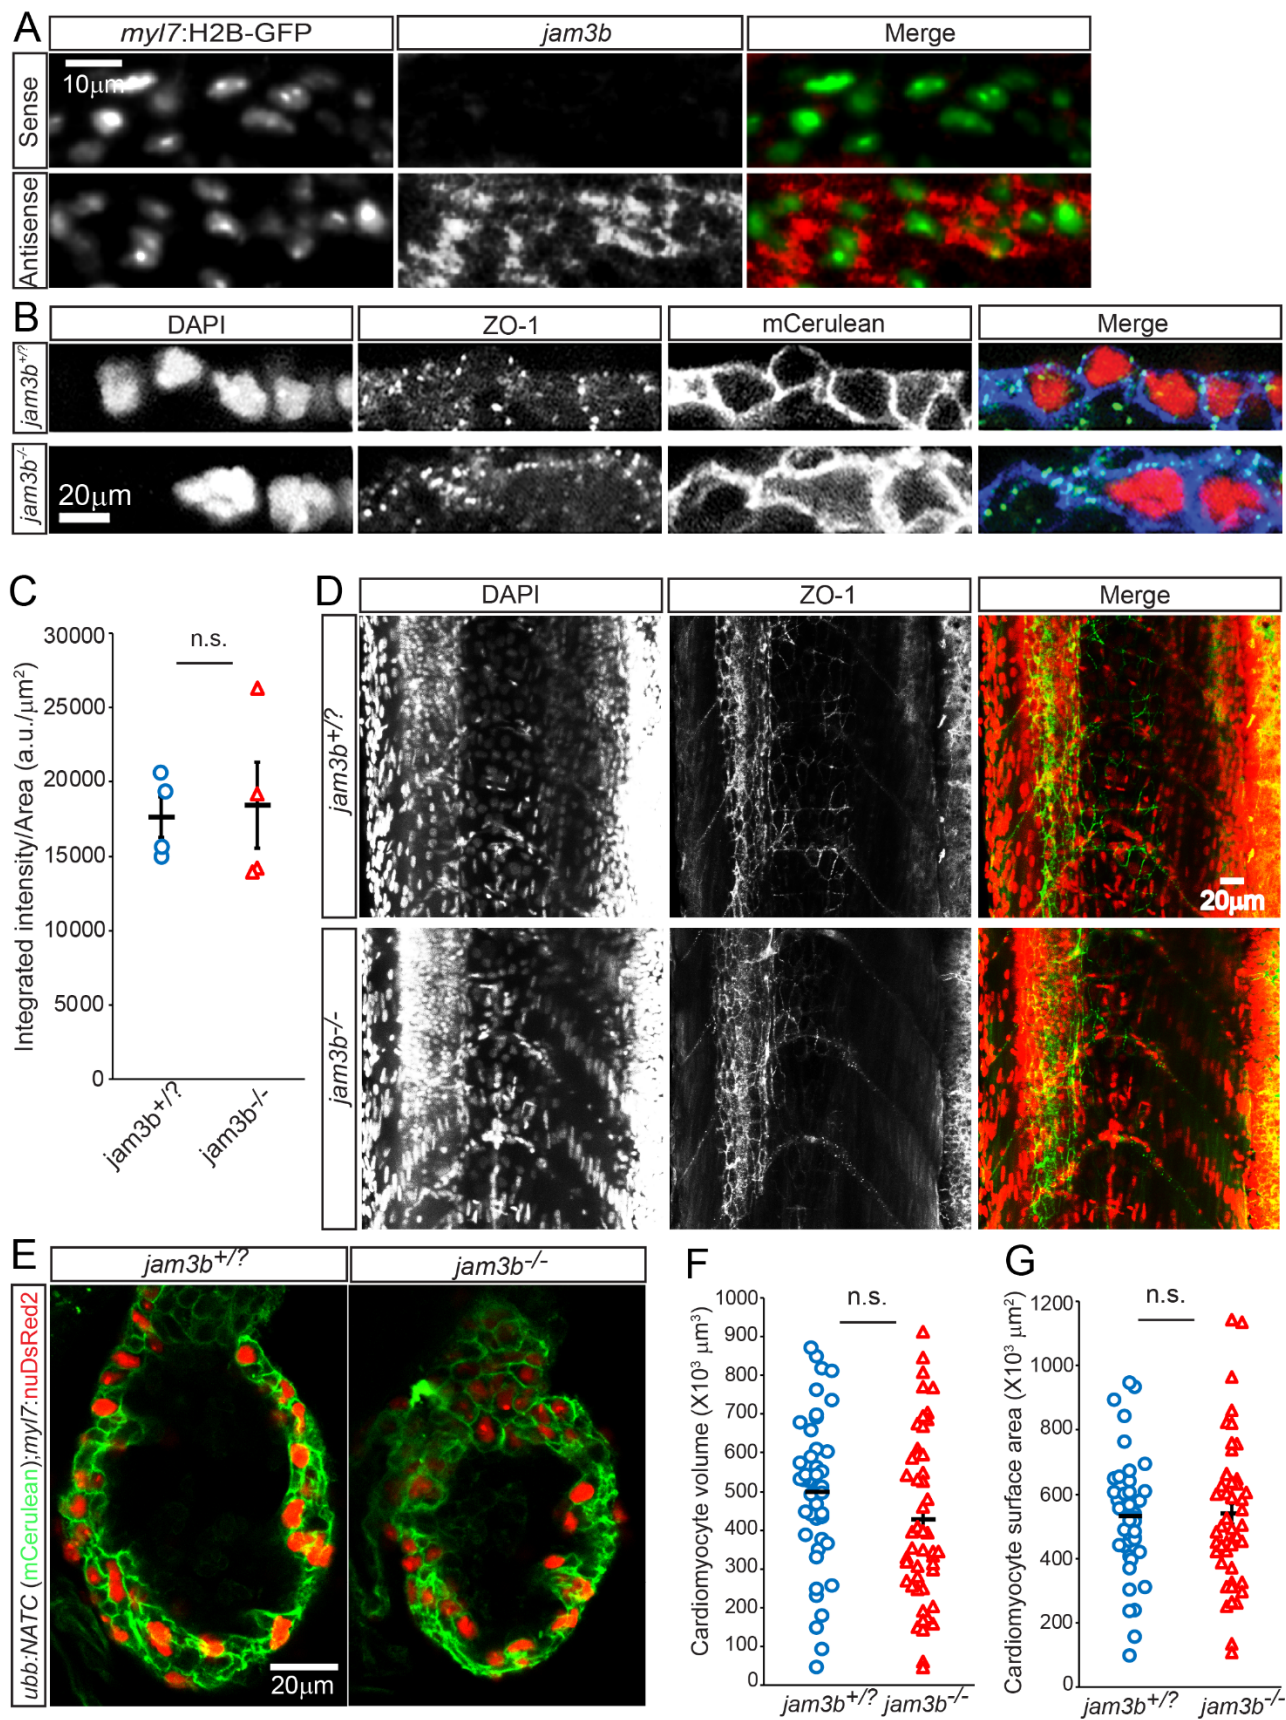 A
myl7:H2B-GFP
jam3b
Merge
Sense
10μm
Antisense
B
DAPI
ZO-1
mCerulean
Merge
jam3b+/?
jam3b-/-
20μm
C
n.s.
Integrated intensity/Area (a.u./μm²)
30000
25000
20000
15000
10000
5000
0
jam3b+/?
jam3b-/-
D
DAPI
ZO-1
Merge
jam3b+/?
20μm
jam3b-/-
E
jam3b+/?
jam3b-/-
ubb:NATC (mCerulean);myl7:nuDsRed2
20μm
F
n.s.
Cardiomyocyte volume (X10³ μm³)
1000
900
800
700
600
500
400
300
200
100
0
jam3b+/? jam3b-/-
G
n.s.
Cardiomyocyte surface area (X10³ μm²)
1200
1000
800
600
400
200
0
jam3b+/? jam3b-/-